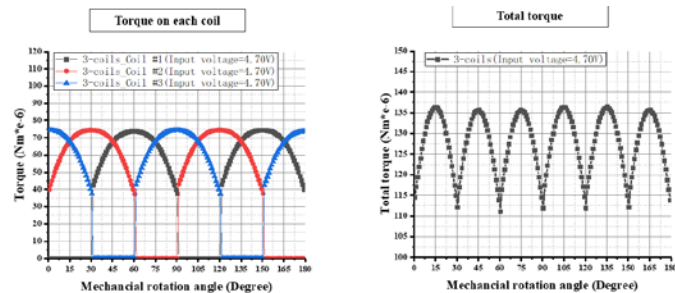 Torque on each coil
120
110
100
90
80
70
60
50
40
30
20
10
0
Torque (Nm*e-6)
3-coils_Coil #1(Input voltage=4.70V)
3-coils_Coil #2(Input voltage=4.70V)
3-coils_Coil #3(Input voltage=4.70V)
0 15 30 45 60 75 90 105 120 135 150 165 180
Mechancial rotation angle (Degree)
Total torque
150
145
140
135
130
125
120
115
110
105
100
Total torque (Nm*e-6)
3-coils(Input voltage=4.70V)
0 15 30 45 60 75 90 105 120 135 150 165 180
Mechancial rotation angle (Degree)